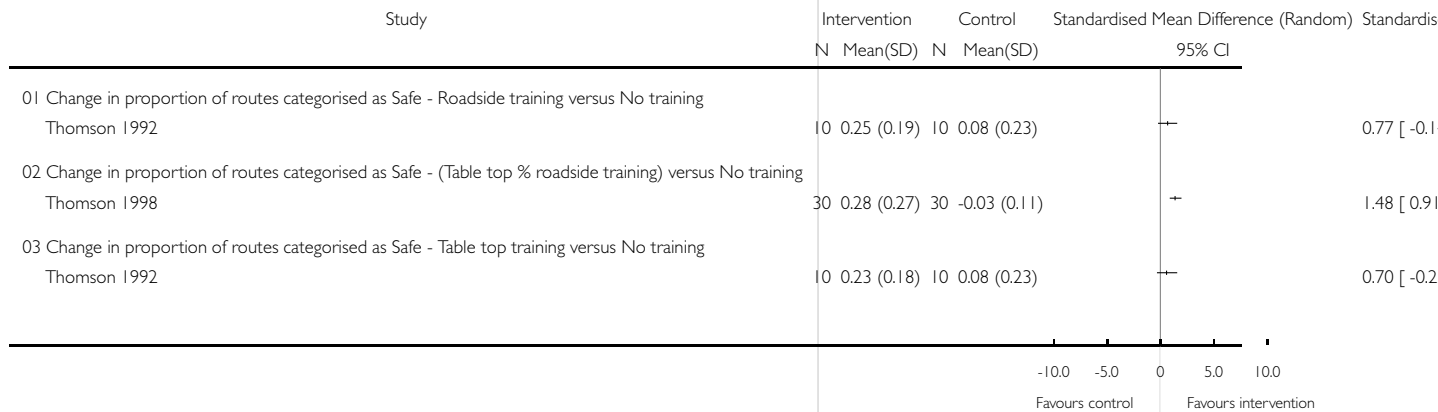 Study Intervention Control Standardised Mean Difference (Random) Standardis
N Mean(SD) N Mean(SD) 95% CI
01 Change in proportion of routes categorised as Safe - Roadside training versus No training
Thomson 1992 10 0.25 (0.19) 10 0.08 (0.23) 0.77 [ -0.1
02 Change in proportion of routes categorised as Safe - (Table top % roadside training) versus No training
Thomson 1998 30 0.28 (0.27) 30 -0.03 (0.11) 1.48 [ 0.91
03 Change in proportion of routes categorised as Safe - Table top training versus No training
Thomson 1992 10 0.23 (0.18) 10 0.08 (0.23) 0.70 [ -0.2
-10.0 -5.0 0 5.0 10.0
Favours control Favours intervention